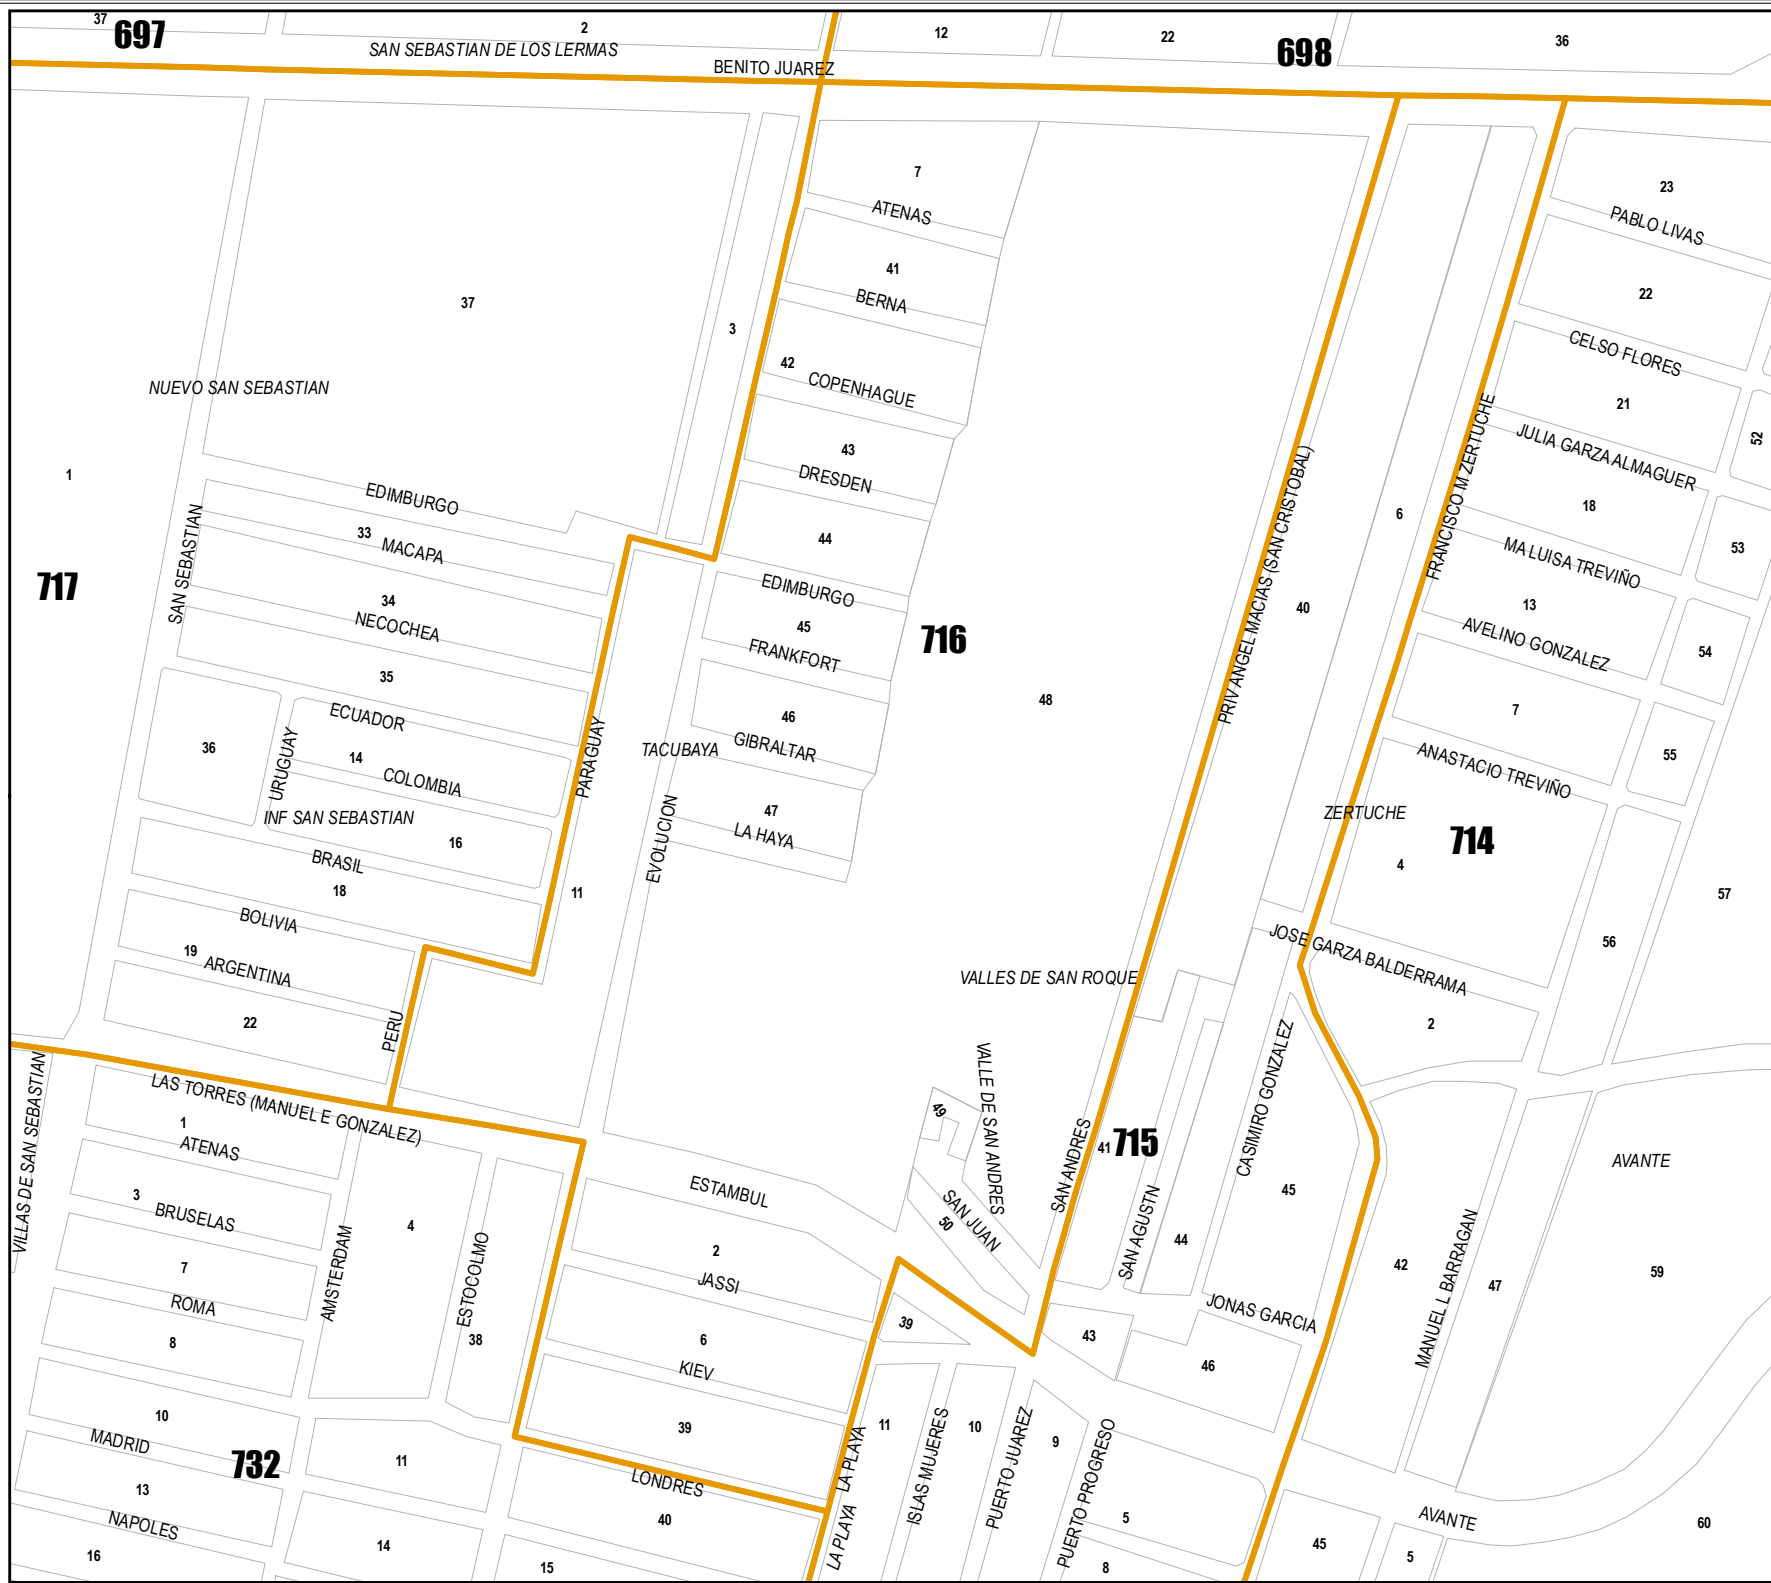 37
697
2
SAN SEBASTIAN DE LOS LERMAS
12
22
698
36
BENITO JUAREZ
7
ATENAS
23
PABLO LIVAS
41
BERNA
22
37
3
CELSO FLORES
42
COPENHAGUE
NUEVO SAN SEBASTIAN
21
JULIA GARZA ALMAGUER
52
43
DRESDEN
1
EDIMBURGO
18
FRANCISCO M ZERTUCHE
PRIV ANGEL MACIAS (SAN CRISTOBAL)
6
33
MACAPA
44
MA LUISA TREVIÑO
53
SAN SEBASTIAN
717
EDIMBURGO
34
NECOCHEA
45
FRANKFORT
716
40
13
AVELINO GONZALEZ
54
35
ECUADOR
48
46
GIBRALTAR
7
36
URUGUAY
14
COLOMBIA
PARAGUAY
TACUBAYA
ANASTACIO TREVIÑO
55
INF SAN SEBASTIAN
16
47
LA HAYA
EVOLUCION
ZERTUCHE
714
BRASIL
18
11
4
57
BOLIVIA
19
ARGENTINA
JOSE GARZA BALDERRAMA
56
VALLES DE SAN ROQUE
22
PERU
2
VILLAS DE SAN SEBASTIAN
LAS TORRES (MANUEL E GONZALEZ)
1
ATENAS
VALLE DE SAN ANDRES
49
CASIMIRO GONZALEZ
SAN ANDRES
41
715
AVANTE
3
BRUSELAS
4
ESTAMBUL
SAN JUAN
50
45
SAN AGUSTN
44
AMSTERDAM
ESTOCOLMO
7
ROMA
2
JASSI
42
MANUEL L BARRAGAN
47
59
8
38
6
KIEV
39
43
JONAS GARCIA
46
10
MADRID
732
11
39
LA PLAYA
11
ISLAS MUJERES
10
PUERTO JUAREZ
9
PUERTO PROGRESO
13
NAPOLES
LONDRES
40
LA PLAYA
5
AVANTE
60
16
14
15
8
45
5